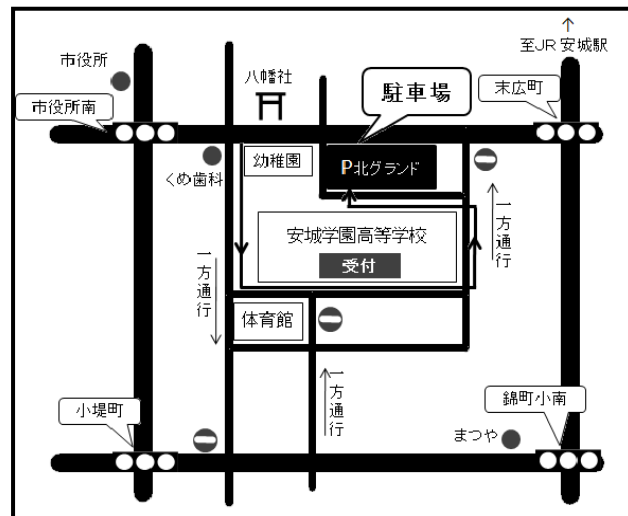 ↑
至JR 安城駅
市役所
八幡社
駐車場
末広町
市役所南
幼稚園
P北グランド
くめ歯科
安城学園高等学校
受付
一方通行
一方通行
体育館
一方通行
小堤町
錦町小南
まつや